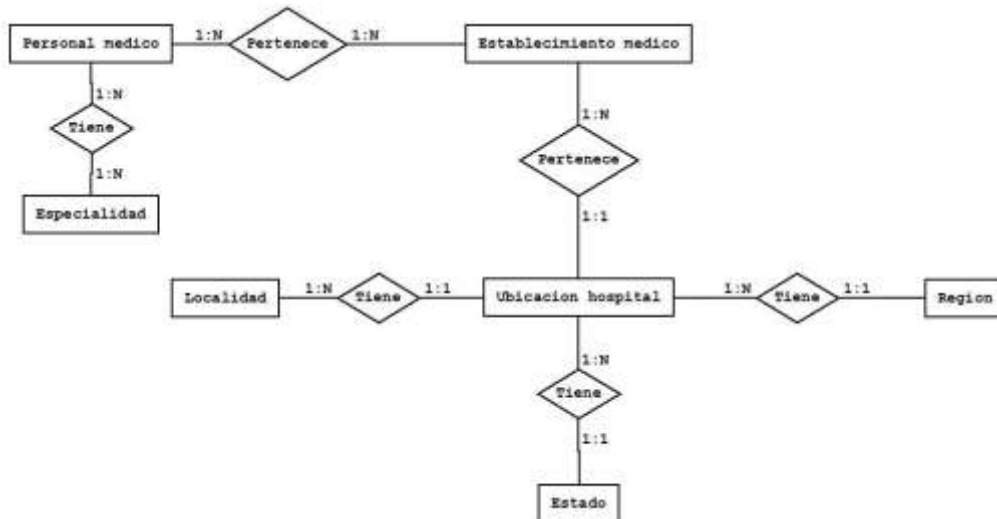 Personal medico 1:N Pertenece 1:N Establecimiento medico
1:N 1:N
Tiene
Pertenece
1:N
Especialidad 1:1
Localidad 1:N Tiene 1:1 Ubicacion hospital 1:N Tiene 1:1 Region
1:N
Tiene
1:1
Estado